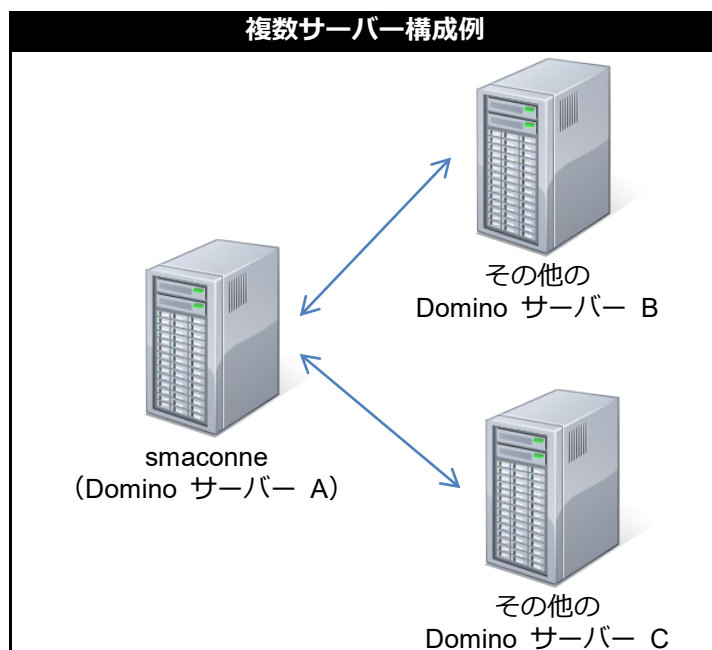 複数サーバー構成例
その他の
Domino サーバー B
smaconne
（Domino サーバー A）
その他の
Domino サーバー C